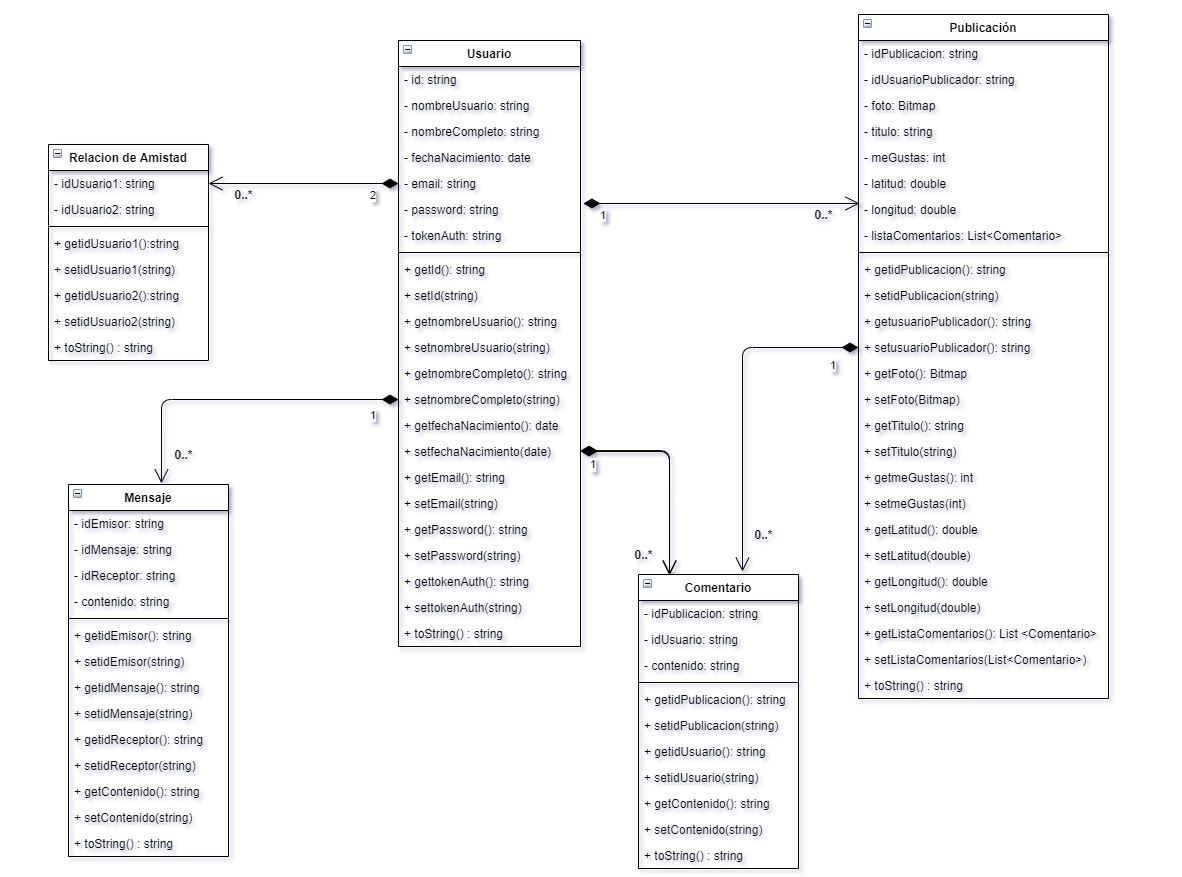 Relacion de Amistad
- idUsuario1: string
- idUsuario2: string
+ getidUsuario1():string
+ setidUsuario1(string)
+ getidUsuario2():string
+ setidUsuario2(string)
+ toString() : string
0..*
2
Usuario
- id: string
- nombreUsuario: string
- nombreCompleto: string
- fechaNacimiento: date
- email: string
- password: string
- tokenAuth: string
+ getId(): string
+ setId(string)
+ getnombreUsuario(): string
+ setnombreUsuario(string)
+ getnombreCompleto(): string
+ setnombreCompleto(string)
+ getfechaNacimiento(): date
+ setfechaNacimiento(date)
+ getEmail(): string
+ setEmail(string)
+ getPassword(): string
+ setPassword(string)
+ gettokenAuth(): string
+ settokenAuth(string)
+ toString() : string
1
0..*
Publicación
- idPublicacion: string
- idUsuarioPublicador: string
- foto: Bitmap
- titulo: string
- meGustas: int
- latitud: double
- longitud: double
- listaComentarios: List<Comentario>
+ getidPublicacion(): string
+ setidPublicacion(string)
+ getusuarioPublicador(): string
+ setusuarioPublicador(): string
+ getFoto(): Bitmap
+ setFoto(Bitmap)
+ getTitulo(): string
+ setTitulo(string)
+ getmeGustas(): int
+ setmeGustas(int)
+ getLatitud(): double
+ setLatitud(double)
+ getLongitud(): double
+ setLongitud(double)
+ getListaComentarios(): List <Comentario>
+ setListaComentarios(List<Comentario>)
+ toString() : string
1
0..*
1
0..*
1
0..*
Mensaje
- idEmisor: string
- idMensaje: string
- idReceptor: string
- contenido: string
+ getidEmisor(): string
+ setidEmisor(string)
+ getidMensaje(): string
+ setidMensaje(string)
+ getidReceptor(): string
+ setidReceptor(string)
+ getContenido(): string
+ setContenido(string)
+ toString() : string
Comentario
- idPublicacion: string
- idUsuario: string
- contenido: string
+ getidPublicacion(): string
+ setidPublicacion(string)
+ getidUsuario(): string
+ setidUsuario(string)
+ getContenido(): string
+ setContenido(string)
+ toString() : string